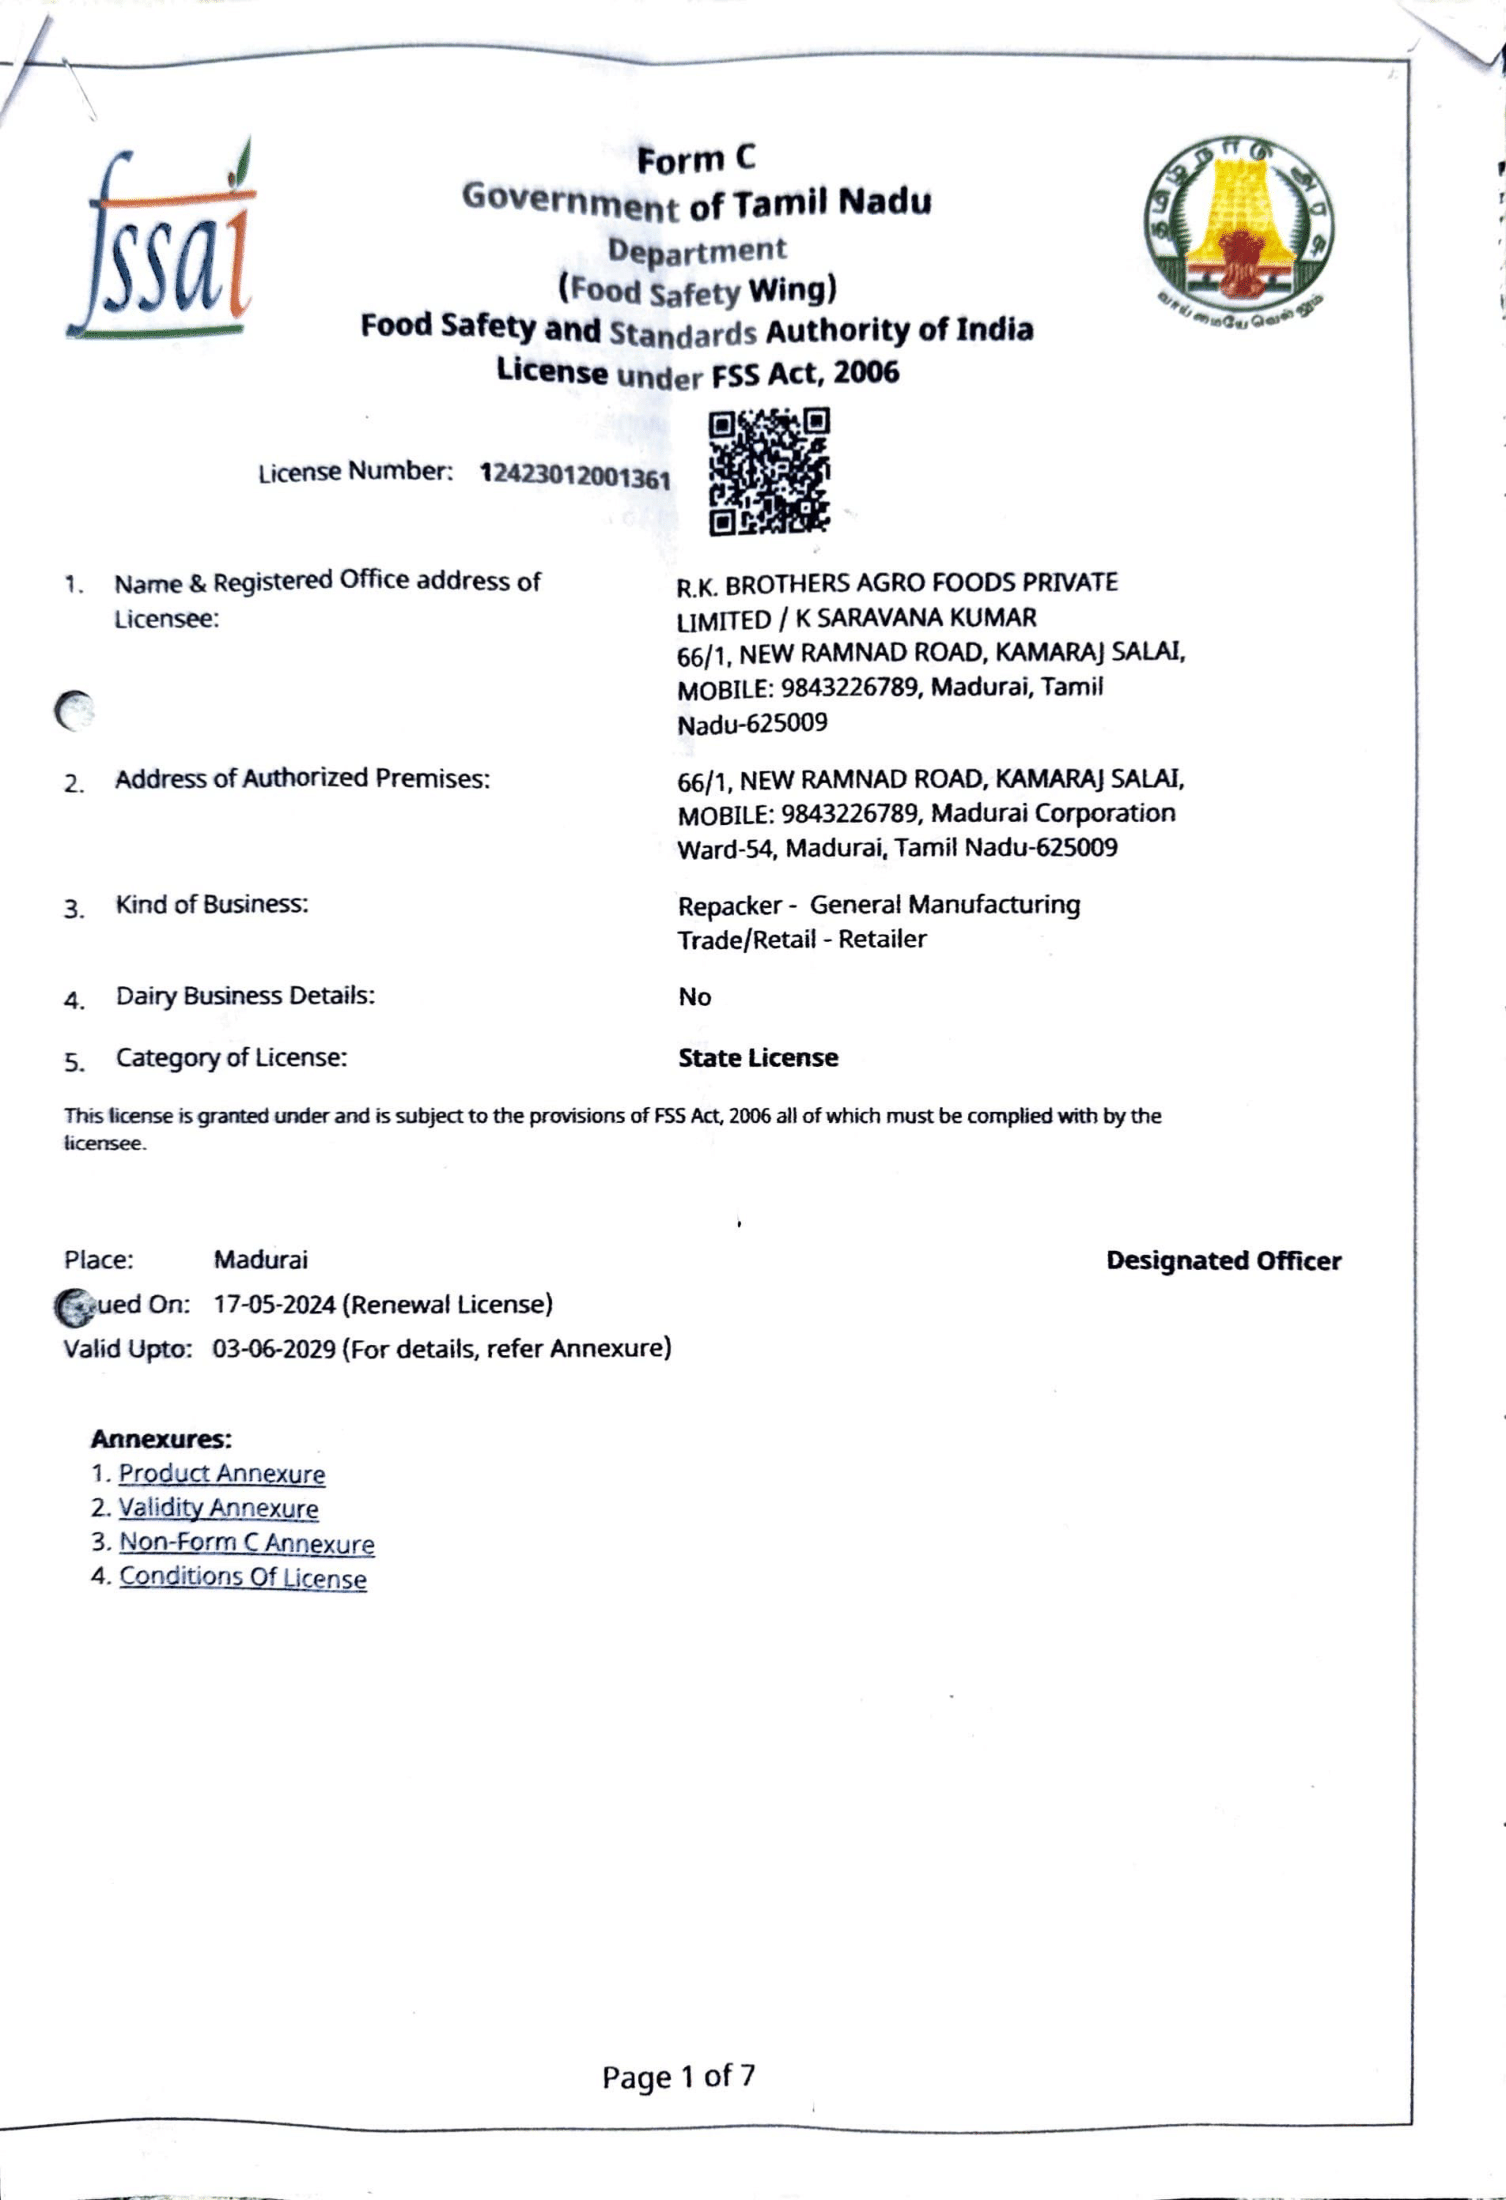 fssai
Form C
Government of Tamil Nadu
Department
(Food Safety Wing)
Food Safety and Standards Authority of India
License under FSS Act, 2006
தமிழ்நாடு அரசு
வாய்மையே வெல்லும்
License Number: 12423012001361
1. Name & Registered Office address of
Licensee:
R.K. BROTHERS AGRO FOODS PRIVATE
LIMITED / K SARAVANA KUMAR
66/1, NEW RAMNAD ROAD, KAMARAJ SALAI,
MOBILE: 9843226789, Madurai, Tamil
Nadu-625009
2. Address of Authorized Premises:
66/1, NEW RAMNAD ROAD, KAMARAJ SALAI,
MOBILE: 9843226789, Madurai Corporation
Ward-54, Madurai, Tamil Nadu-625009
3. Kind of Business:
Repacker - General Manufacturing
Trade/Retail - Retailer
4. Dairy Business Details: No
5. Category of License: State License
This license is granted under and is subject to the provisions of FSS Act, 2006 all of which must be complied with by the
licensee.
Place: Madurai
Designated Officer
ued On: 17-05-2024 (Renewal License)
Valid Upto: 03-06-2029 (For details, refer Annexure)
Annexures:
1. Product Annexure
2. Validity Annexure
3. Non-Form C Annexure
4. Conditions Of License
Page 1 of 7